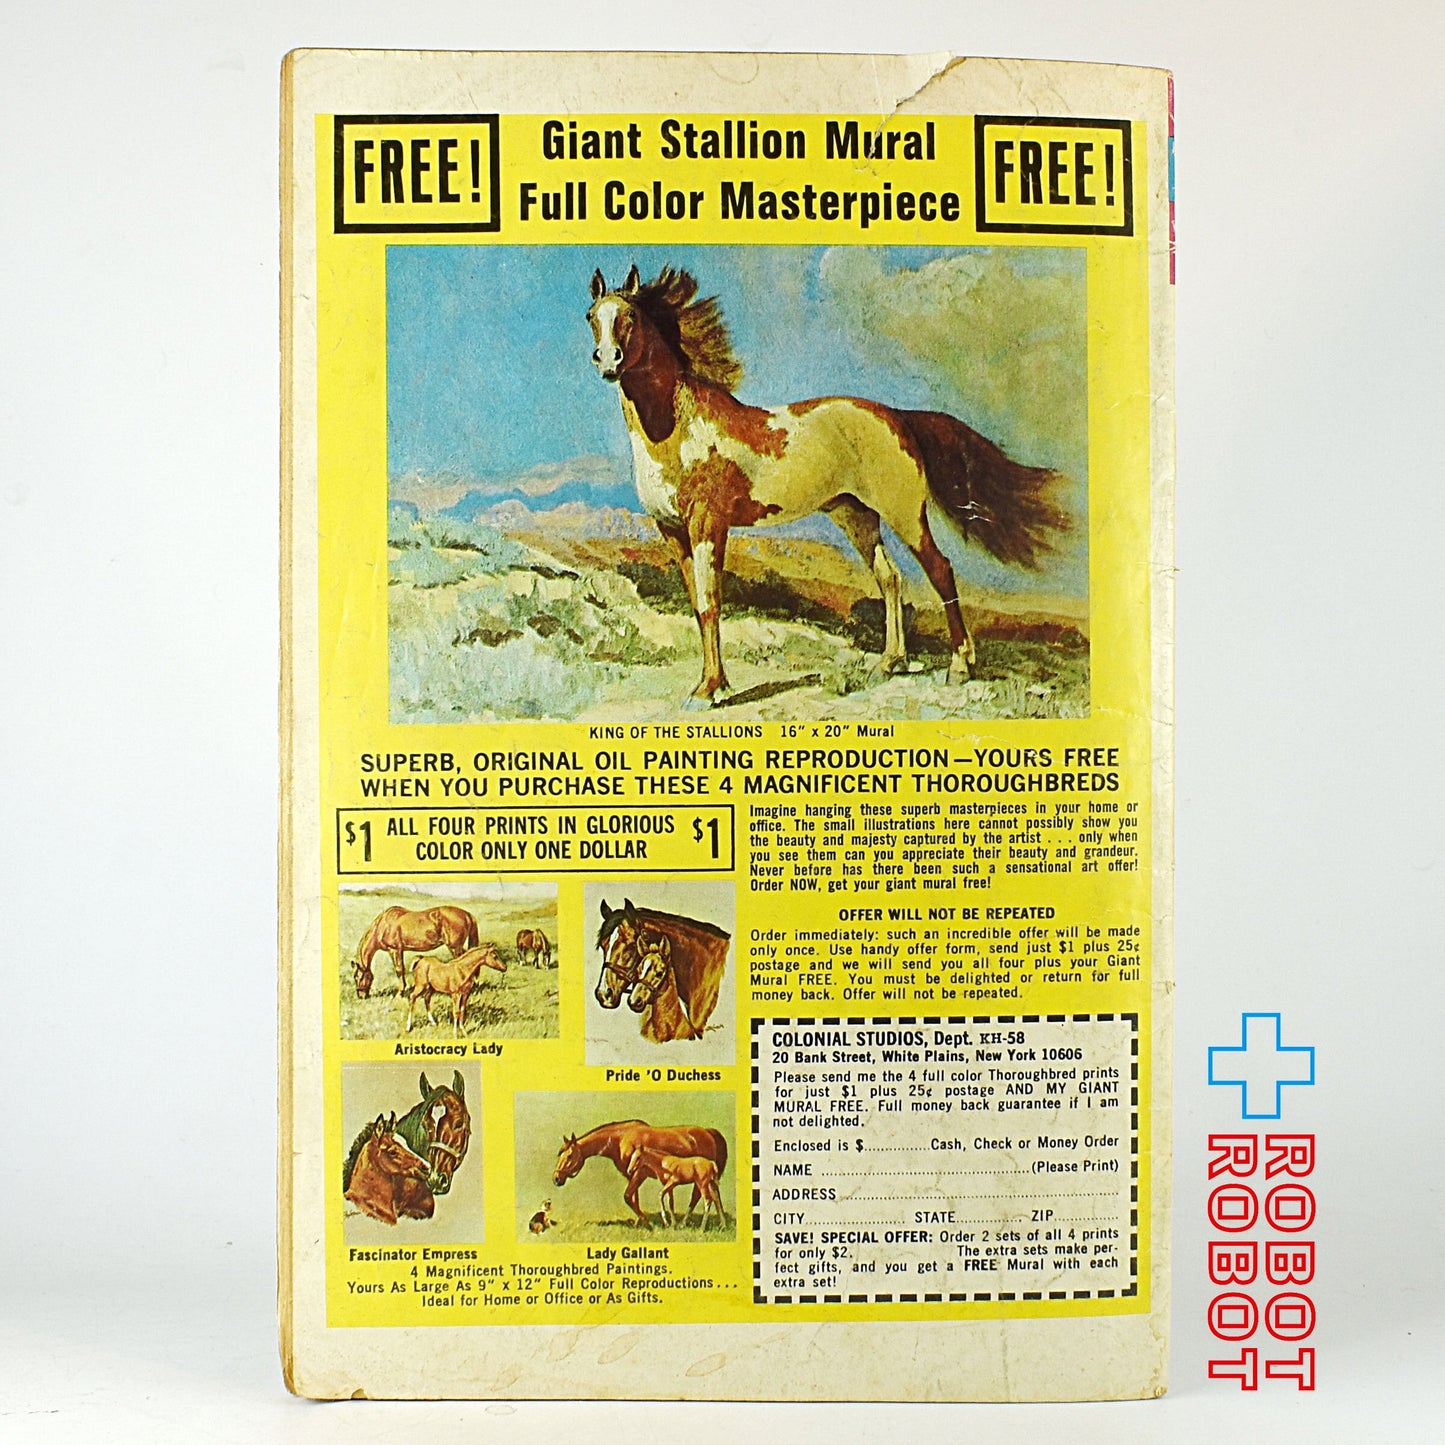 FREE!
Giant Stallion Mural
Full Color Masterpiece
FREE!
KING OF THE STALLIONS 16" x 20" Mural
SUPERB, ORIGINAL OIL PAINTING REPRODUCTION—YOURS FREE
WHEN YOU PURCHASE THESE 4 MAGNIFICENT THOROUGHBREDS
$1 ALL FOUR PRINTS IN GLORIOUS $1
COLOR ONLY ONE DOLLAR
Aristocracy Lady
Pride 'O Duchess
Fascinator Empress
Lady Gallant
4 Magnificent Thoroughbred Paintings.
Yours As Large As 9" x 12" Full Color Reproductions...
Ideal for Home or Office or As Gifts.
Imagine hanging these superb masterpieces in your home or
office. The small illustrations here cannot possibly show you
the beauty and majesty captured by the artist . . . only when
you see them can you appreciate their beauty and grandeur.
Never before has there been such a sensational art offer!
Order NOW, get your giant mural free!
OFFER WILL NOT BE REPEATED
Order immediately: such an incredible offer will be made
only once. Use handy offer form, send just $1 plus 25¢
postage and we will send you all four plus your Giant
Mural FREE. You must be delighted or return for full
money back. Offer will not be repeated.
COLONIAL STUDIOS, Dept. KH-58
20 Bank Street, White Plains, New York 10606
Please send me the 4 full color Thoroughbred prints
for just $1 plus 25¢ postage AND MY GIANT
MURAL FREE. Full money back guarantee if I am
not delighted.
Enclosed is $...............Cash, Check or Money Order
NAME ...............(Please Print)
ADDRESS...............
CITY............... STATE............... ZIP...............
SAVE! SPECIAL OFFER: Order 2 sets of all 4 prints
for only $2. The extra sets make per-
fect gifts, and you get a FREE Mural with each
extra set!
ROBOT
ROBOT